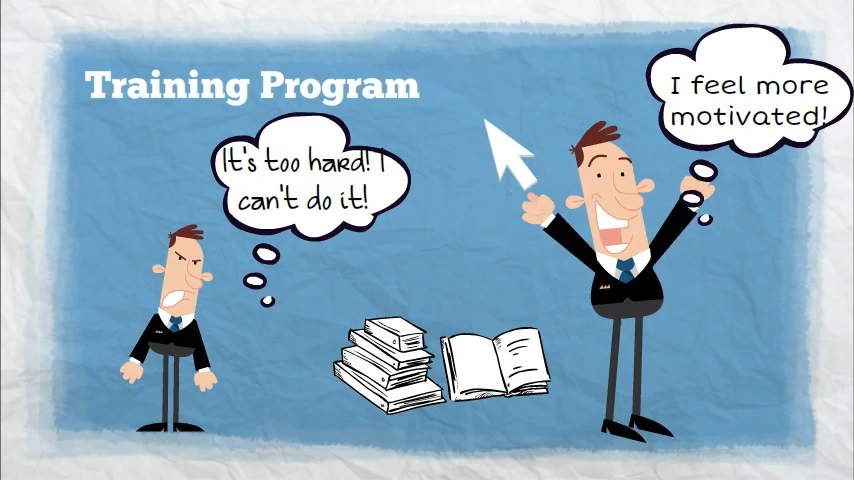 Training Program
It's too hard! I
can't do it!
I feel more
motivated!